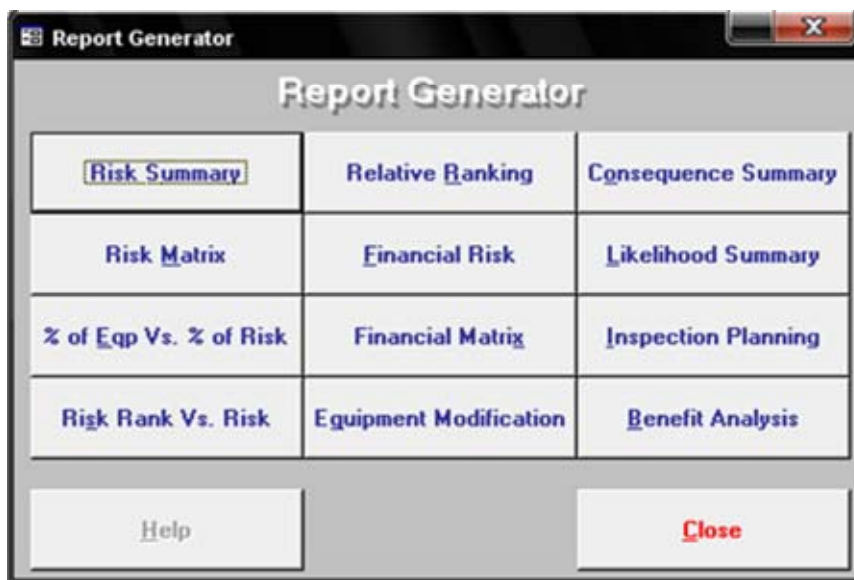 Report Generator
Report Generator
Risk Summary
Relative Ranking
Consequence Summary
Risk Matrix
Financial Risk
Likelihood Summary
% of Eqp Vs. % of Risk
Financial Matrix
Inspection Planning
Risk Rank Vs. Risk
Equipment Modification
Benefit Analysis
Help
Close